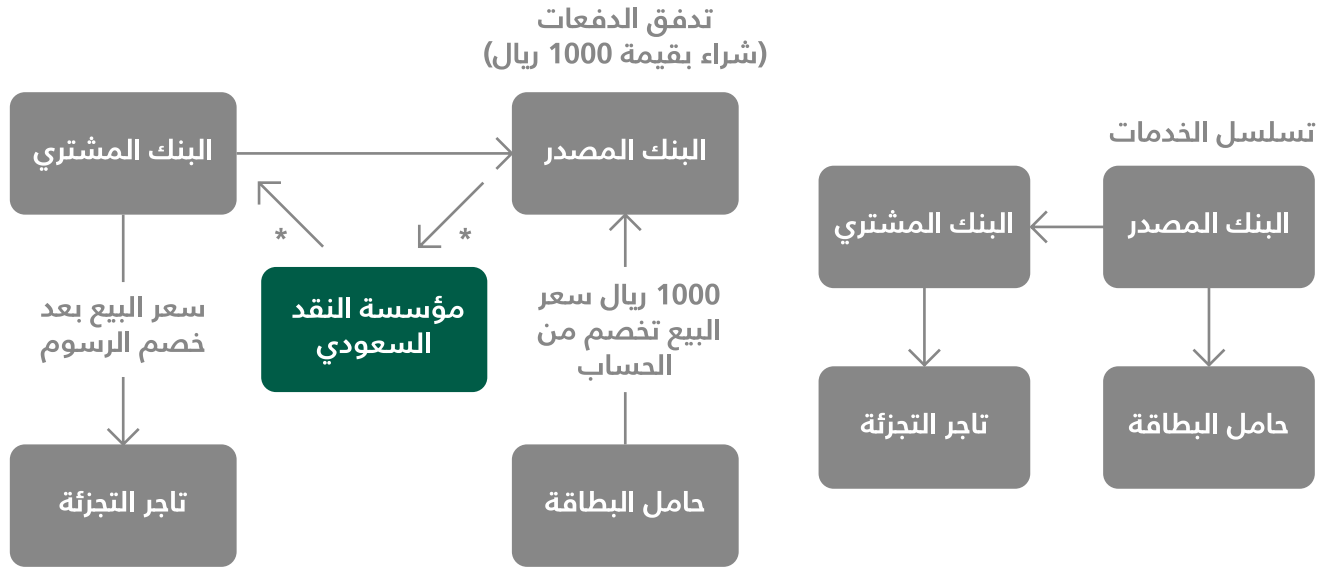 تسلسل الخدمات
البنك المصدر
البنك المشتري
حامل البطاقة
تاجر التجزئة
تدفق الدفعات
(شراء بقيمة 1000 ريال)
البنك المصدر
البنك المشتري
*
*
مؤسسة النقد
السعودي
1000 ريال سعر
البيع تخصم من
الحساب
سعر البيع بعد
خصم الرسوم
حامل البطاقة
تاجر التجزئة